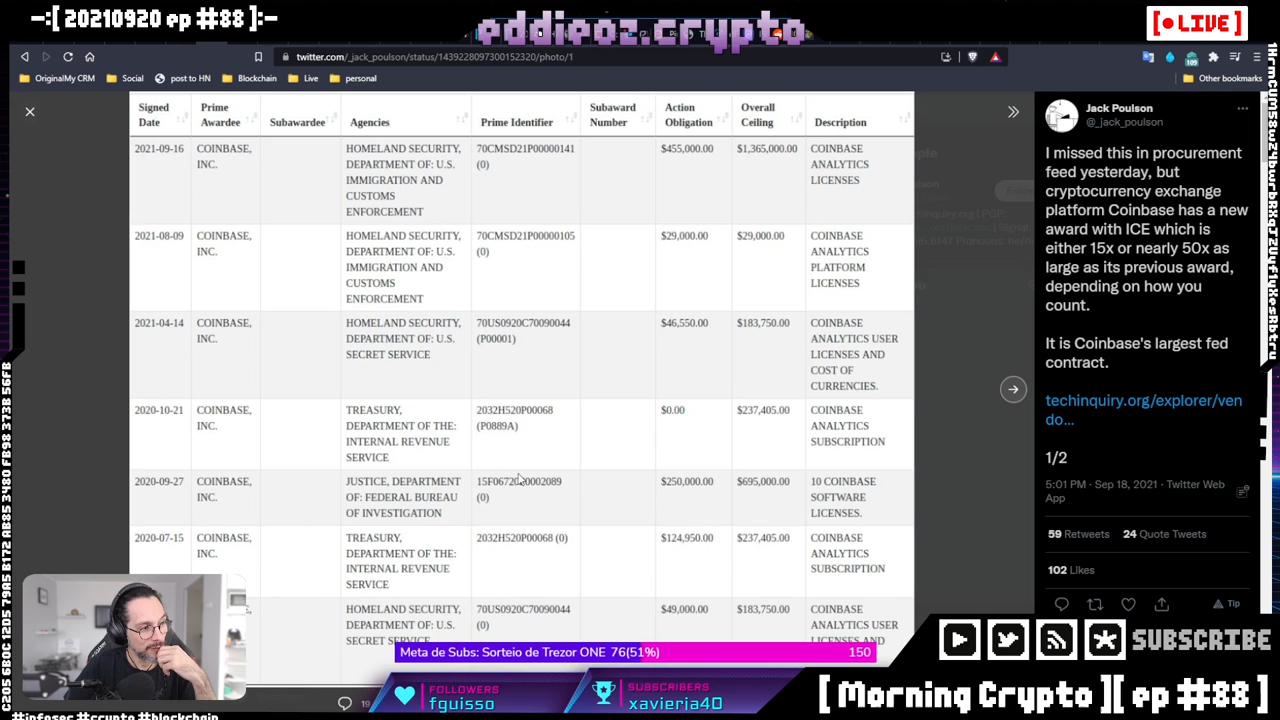 -:[ 20210920 ep #88 ]:-
eddieoz.crypto
[● LIVE ]
twitter.com/_jack_poulson/status/1439228097300152320/photo/1
109
OriginalMy CRM
Social
post to HN
Blockchain
Live
personal
Other bookmarks
Signed Date
Prime Awardee
Subawardee
Agencies
Prime Identifier
Subaward Number
Action Obligation
Overall Ceiling
Description
2021-09-16
COINBASE, INC.
HOMELAND SECURITY, DEPARTMENT OF: U.S. IMMIGRATION AND CUSTOMS ENFORCEMENT
70CMSD21P00000141 (0)
$455,000.00
$1,365,000.00
COINBASE ANALYTICS LICENSES
2021-08-09
COINBASE, INC.
HOMELAND SECURITY, DEPARTMENT OF: U.S. IMMIGRATION AND CUSTOMS ENFORCEMENT
70CMSD21P00000105 (0)
$29,000.00
$29,000.00
COINBASE ANALYTICS PLATFORM LICENSES
2021-04-14
COINBASE, INC.
HOMELAND SECURITY, DEPARTMENT OF: U.S. SECRET SERVICE
70US0920C70090044 (P00001)
$46,550.00
$183,750.00
COINBASE ANALYTICS USER LICENSES AND COST OF CURRENCIES.
2020-10-21
COINBASE, INC.
TREASURY, DEPARTMENT OF THE: INTERNAL REVENUE SERVICE
2032H520P00068 (P0889A)
$0.00
$237,405.00
COINBASE ANALYTICS SUBSCRIPTION
2020-09-27
COINBASE, INC.
JUSTICE, DEPARTMENT OF: FEDERAL BUREAU OF INVESTIGATION
(0)
$250,000.00
$695,000.00
10 COINBASE SOFTWARE LICENSES.
2020-07-15
COINBASE, INC.
TREASURY, DEPARTMENT OF THE: INTERNAL REVENUE SERVICE
2032H520P00068 (0)
$124,950.00
$237,405.00
COINBASE ANALYTICS SUBSCRIPTION
HOMELAND SECURITY, DEPARTMENT OF: U.S. SECRET SERVICE
70US0920C70090044 (0)
$49,000.00
$183,750.00
COINBASE ANALYTICS USER LICENSES AND
Jack Poulson
@_jack_poulson
I missed this in procurement
feed yesterday, but
cryptocurrency exchange
platform Coinbase has a new
award with ICE which is
either 15x or nearly 50x as
large as its previous award,
depending on how you
count.
It is Coinbase's largest fed
contract.
techinquiry.org/explorer/ven
do...
1/2
5:01 PM · Sep 18, 2021 · Twitter Web
App
59 Retweets 24 Quote Tweets
102 Likes
Tip
Meta de Subs: Sorteio de Trezor ONE 76(51%)
150
FOLLOWERS
fguisso
SUBSCRIBERS
xavierja40
SUBSCRIBE
[ Morning Crypto ][ ep #88 ]
#infosec #crypto #blockchain